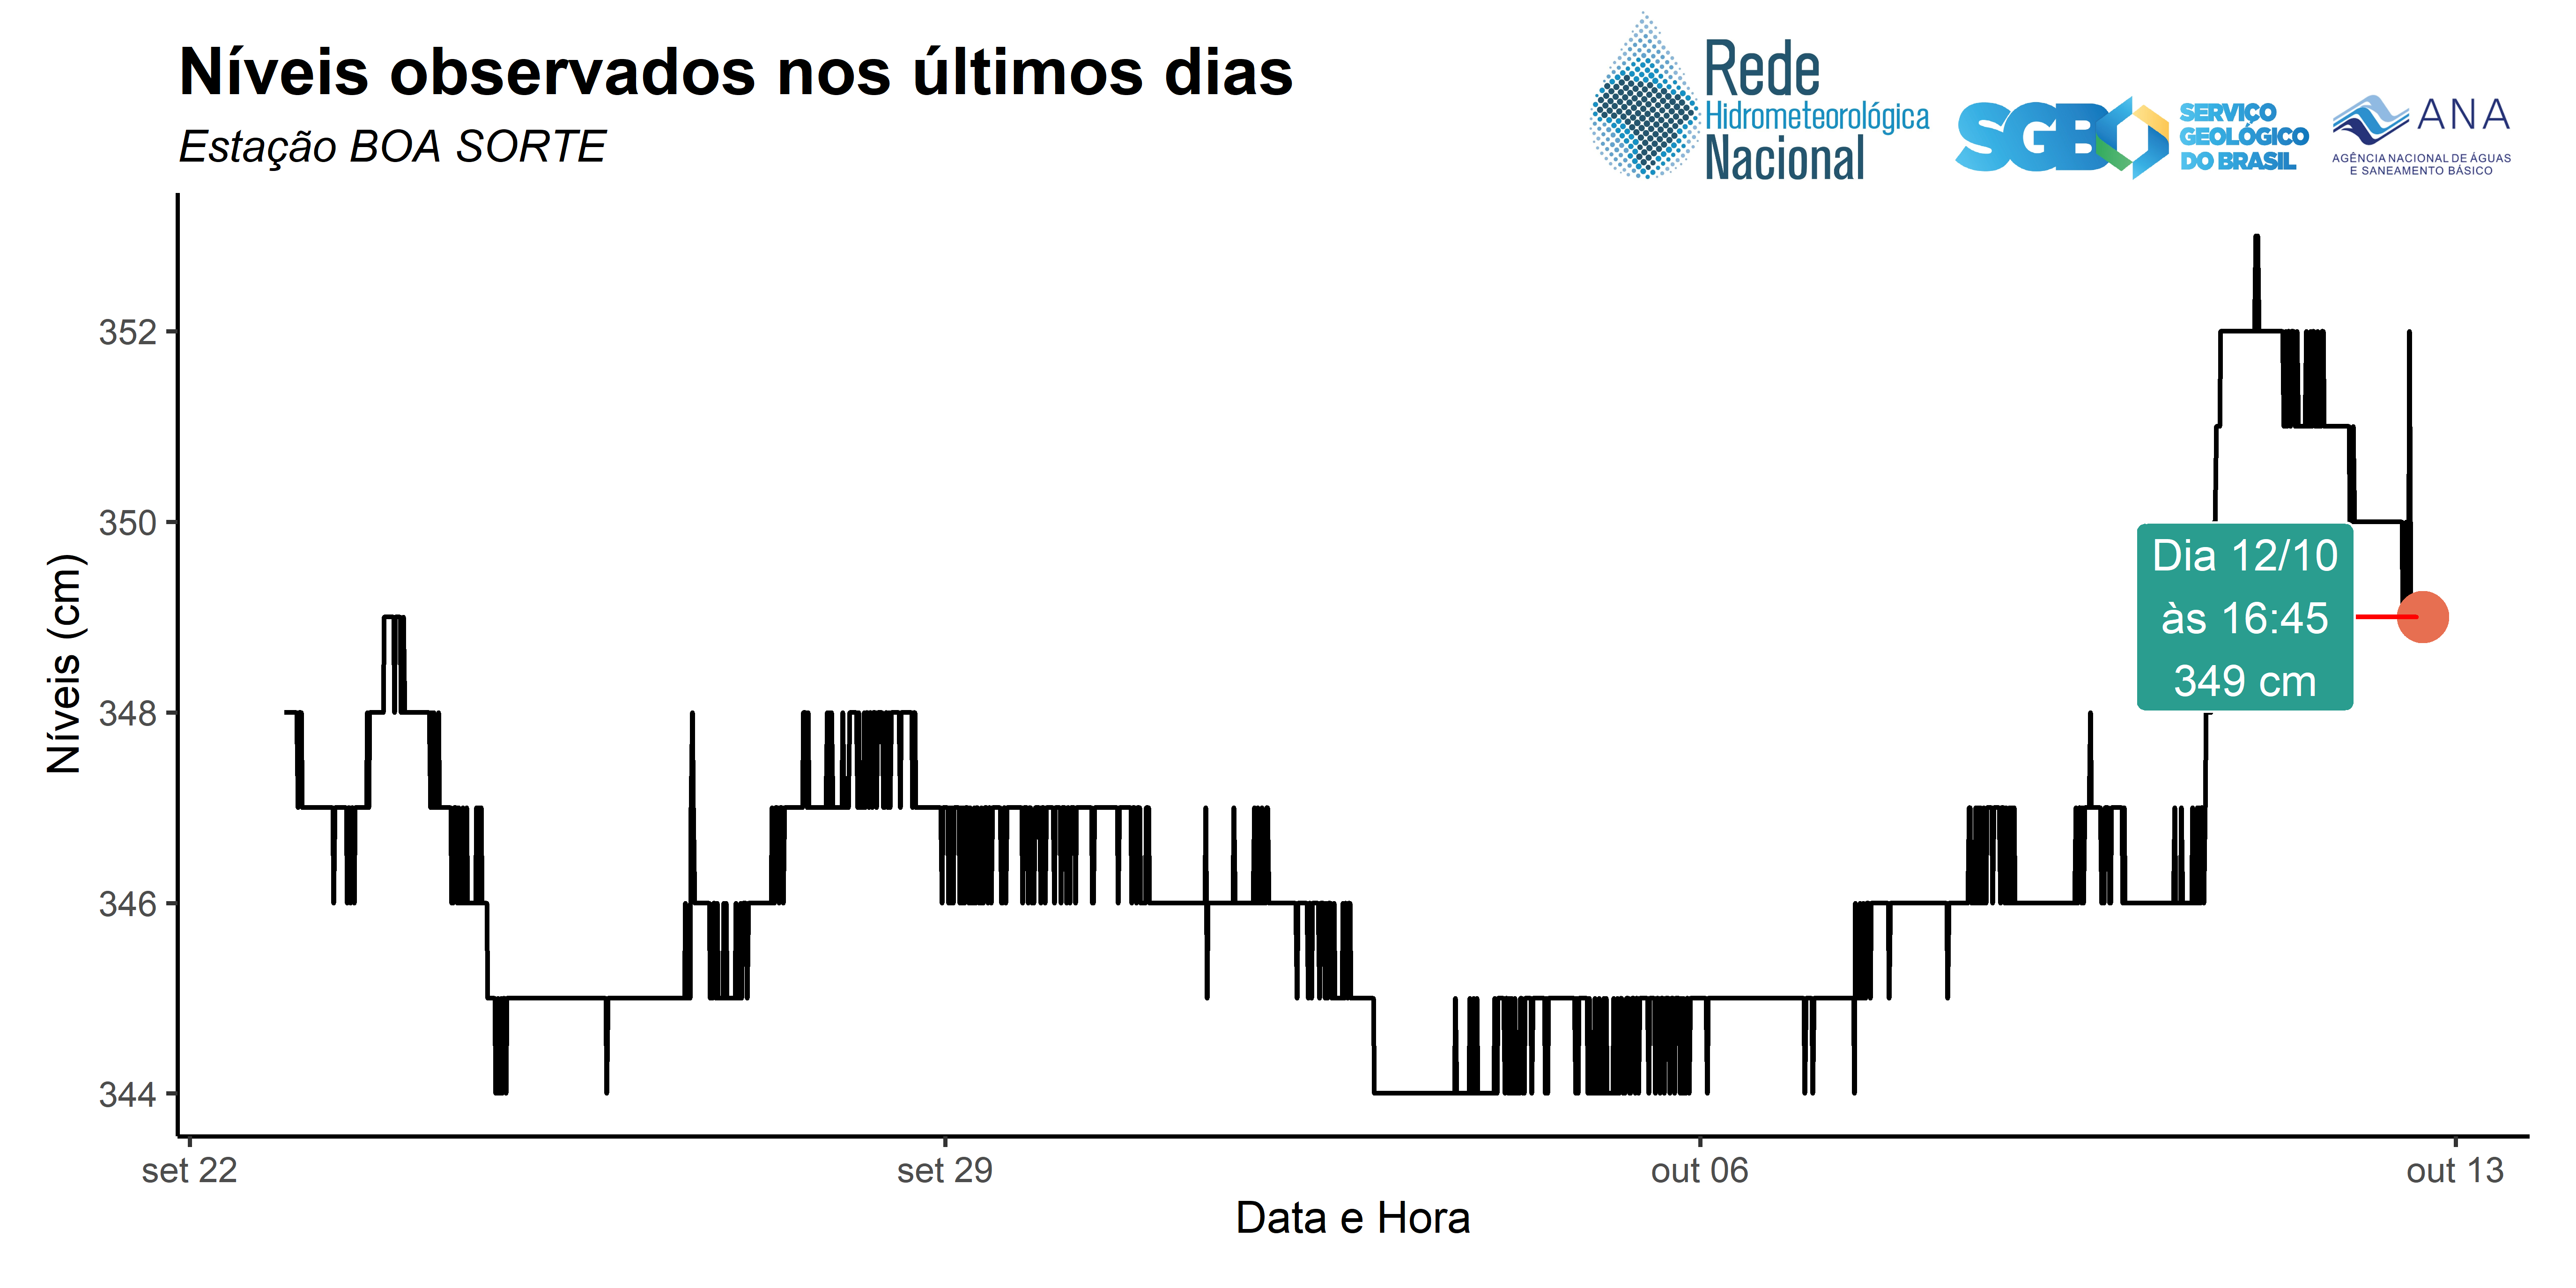 Níveis observados nos últimos dias
Estação BOA SORTE
Rede
Hidrometeorológica
Nacional
SGB
SERVIÇO
GEOLÓGICO
DO BRASIL
ANA
AGÊNCIA NACIONAL DE ÁGUAS
E SANEAMENTO BÁSICO
Níveis (cm)
352
350
348
346
344
Dia 12/10
às 16:45
349 cm
set 22
set 29
out 06
out 13
Data e Hora